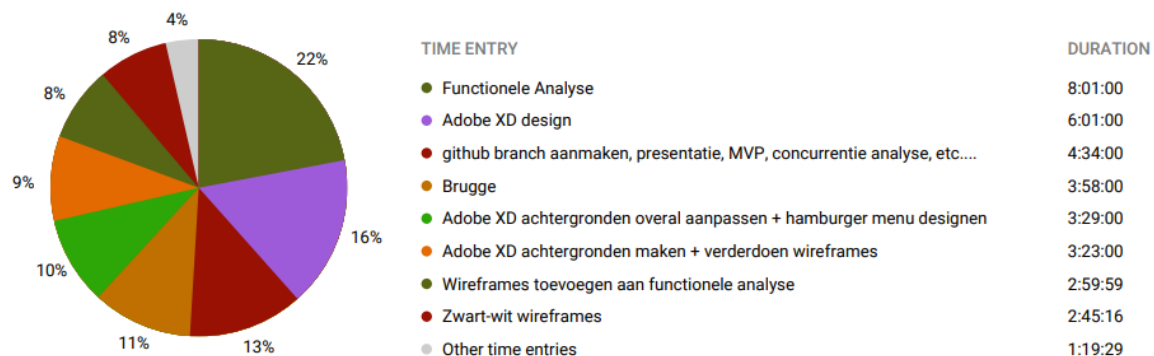 4%
8%
22%
8%
9%
16%
10%
11%
13%
TIME ENTRY DURATION
Functionele Analyse 8:01:00
Adobe XD design 6:01:00
github branch aanmaken, presentatie, MVP, concurrentie analyse, etc.... 4:34:00
Brugge 3:58:00
Adobe XD achtergronden overal aanpassen + hamburger menu designen 3:29:00
Adobe XD achtergronden maken + verderdoen wireframes 3:23:00
Wireframes toevoegen aan functionele analyse 2:59:59
Zwart-wit wireframes 2:45:16
Other time entries 1:19:29